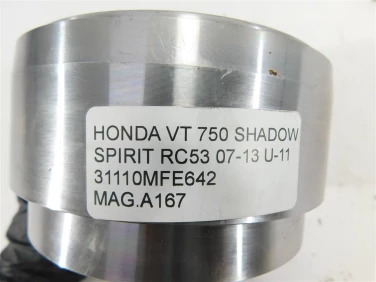 HONDA VT 750 SHADOW
SPIRIT RC53 07-13 U-11
31110MFE642
MAG.A167